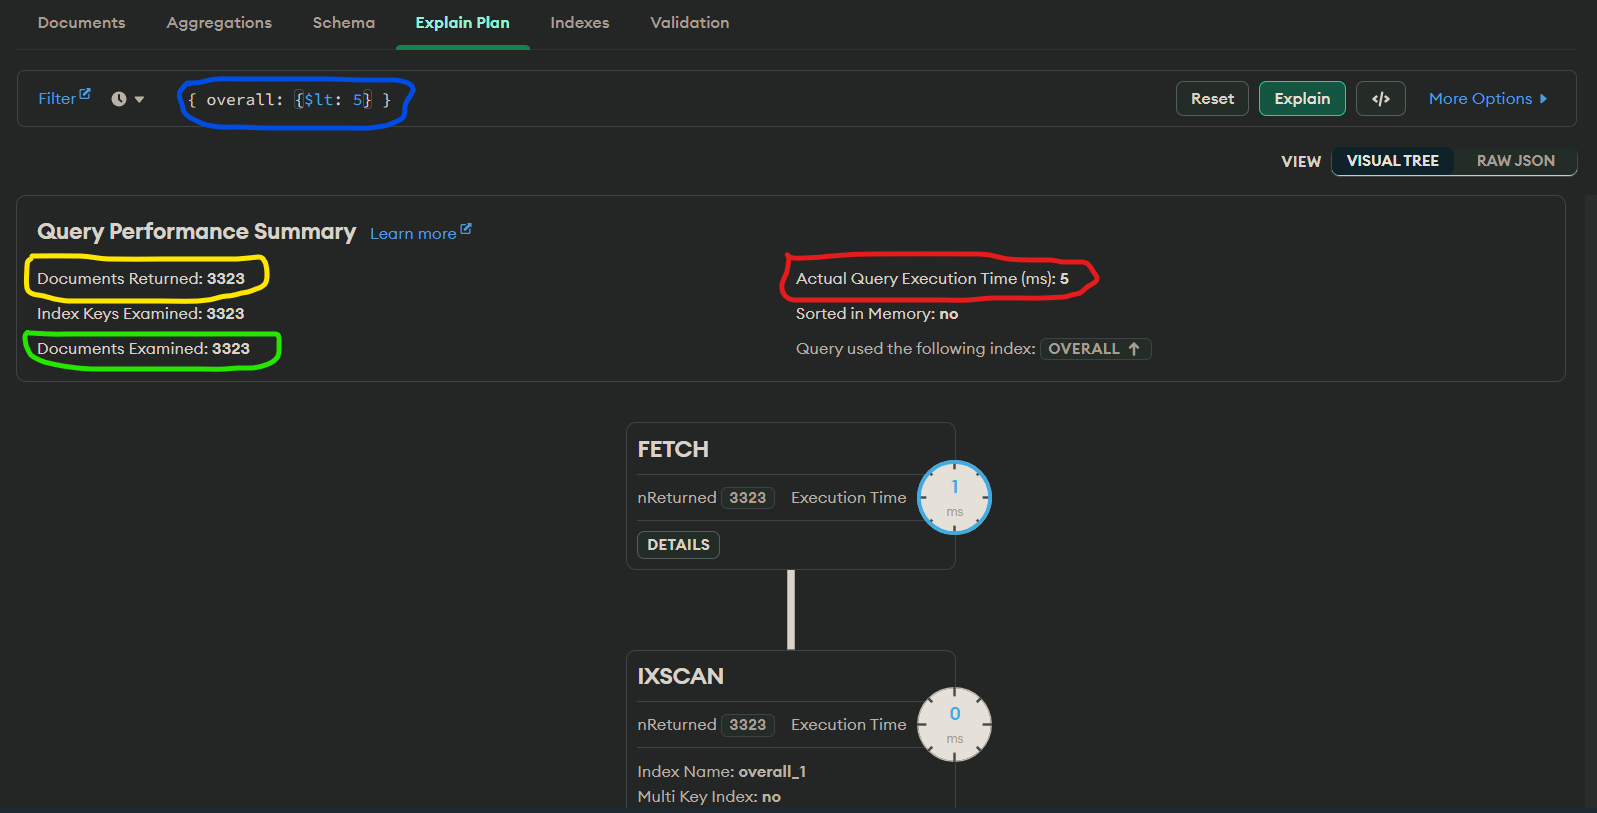 Documents Aggregations Schema Explain Plan Indexes Validation
Filter { overall: {$lt: 5} } Reset Explain </> More Options
VIEW VISUAL TREE RAW JSON
Query Performance Summary Learn more
Documents Returned: 3323 Actual Query Execution Time (ms): 5
Index Keys Examined: 3323 Sorted in Memory: no
Documents Examined: 3323 Query used the following index: OVERALL ↑
FETCH
nReturned 3323 Execution Time 1 ms
DETAILS
IXSCAN
nReturned 3323 Execution Time 0 ms
Index Name: overall_1
Multi Key Index: no